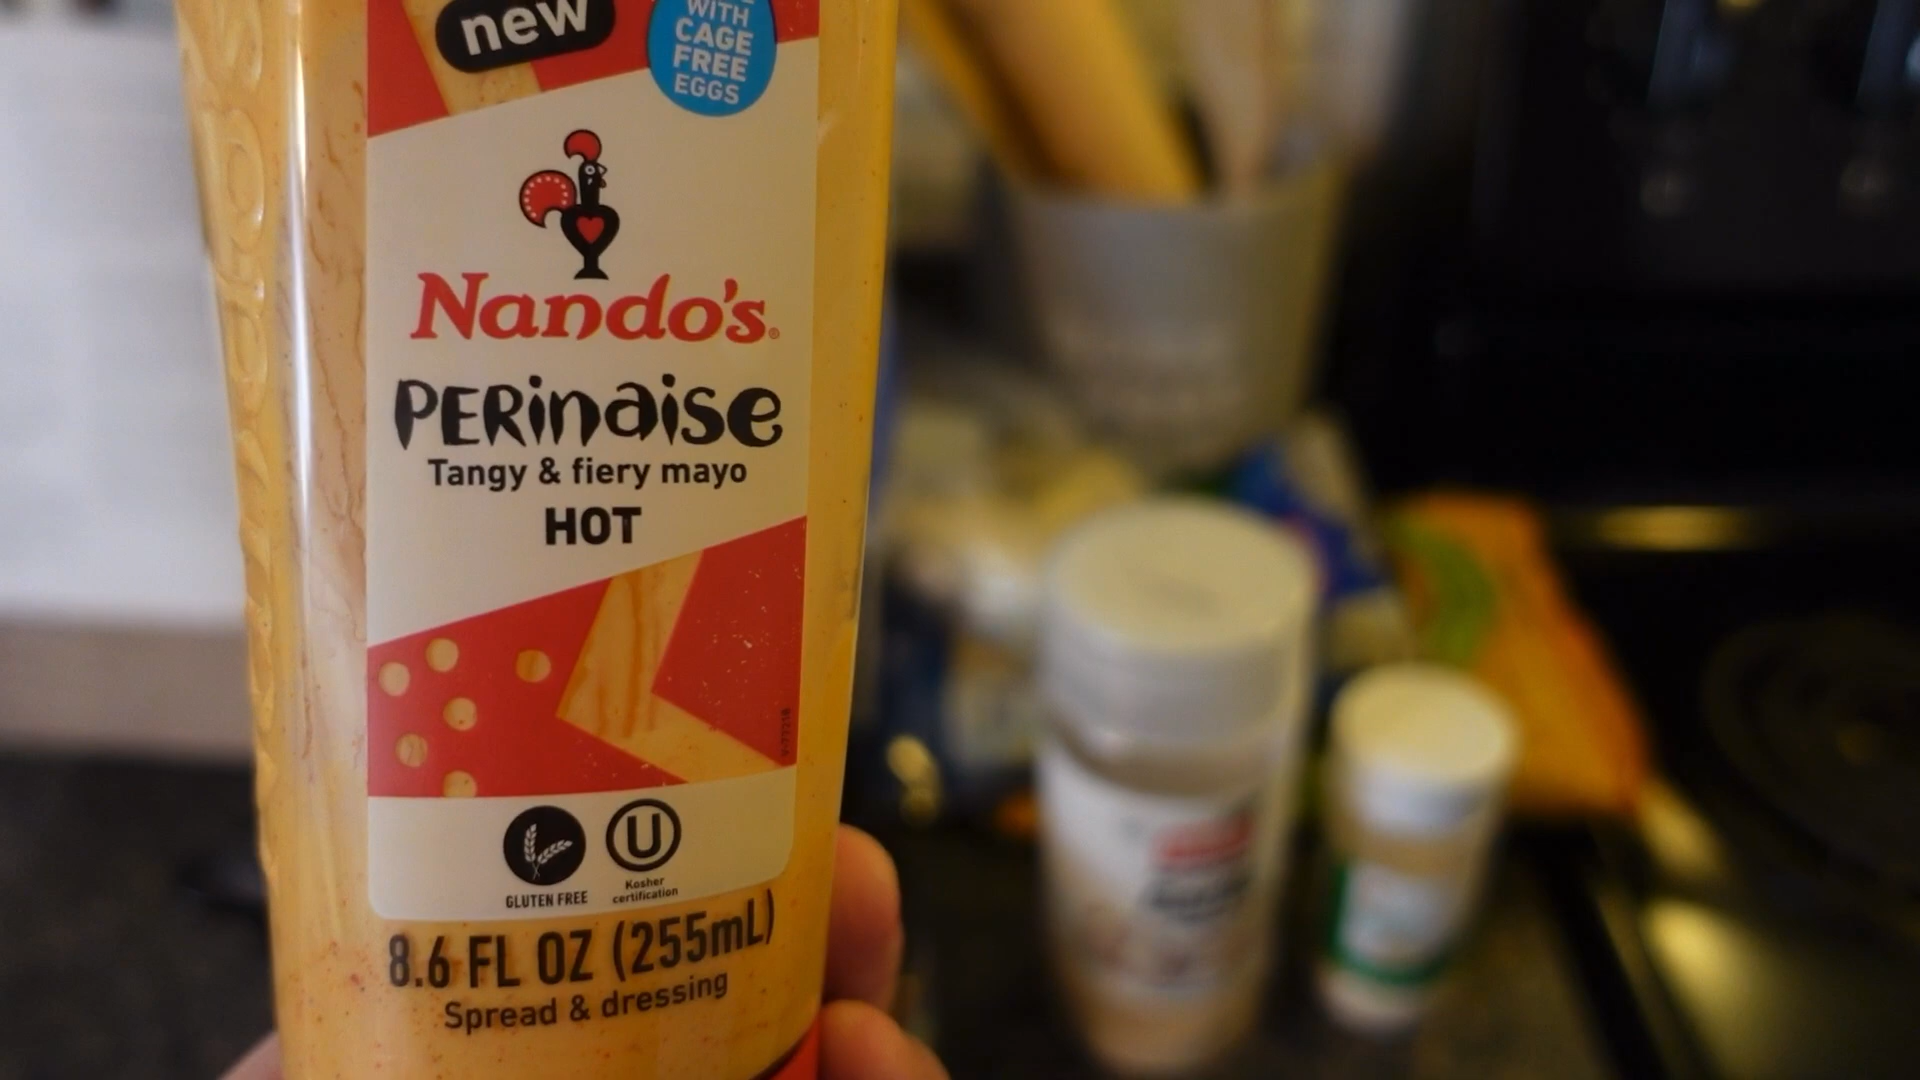 new
WITH
CAGE
FREE
EGGS
Nando's®
PERinaise
Tangy & fiery mayo
HOT
GLUTEN FREE
U
Kosher
certification
8.6 FL OZ (255mL)
Spread & dressing